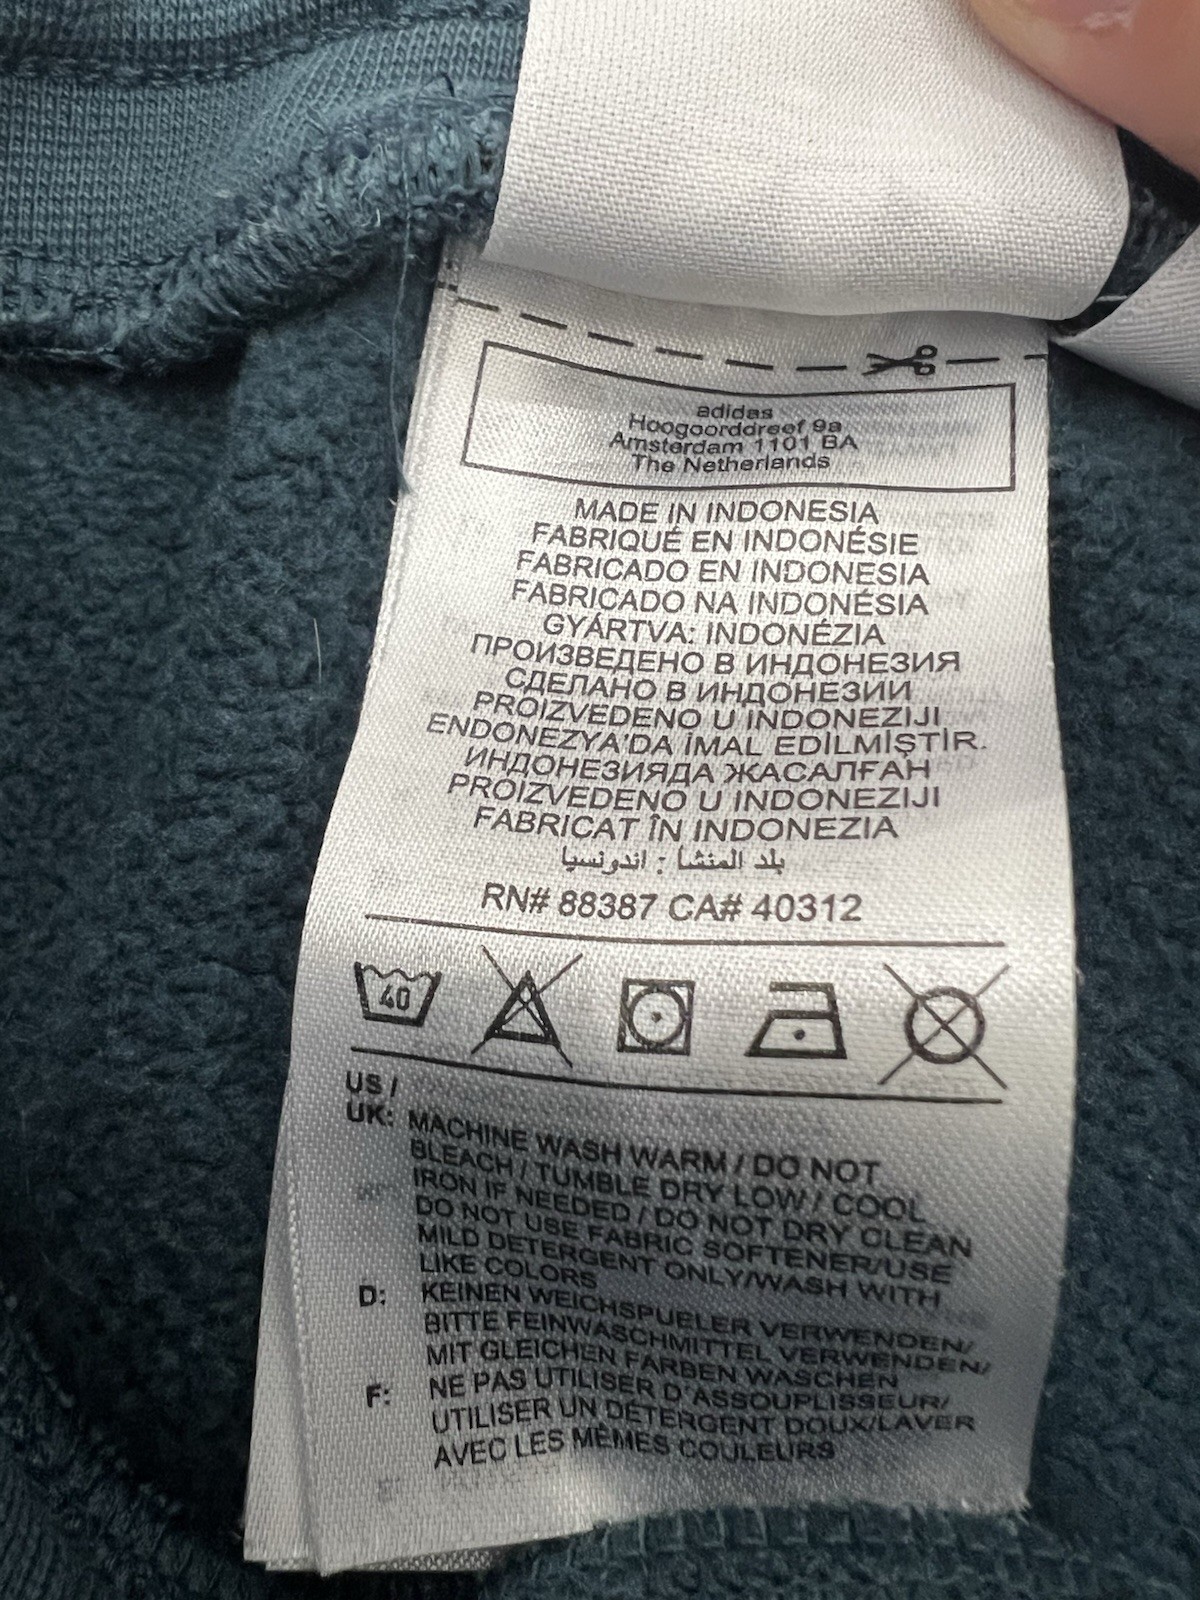 adidas
Hoogoorddreef 9a
Amsterdam 1101 BA
The Netherlands
MADE IN INDONESIA
FABRIQUÉ EN INDONÉSIE
FABRICADO EN INDONESIA
FABRICADO NA INDONÉSIA
GYÁRTVA: INDONÉZIA
ПРОИЗВЕДЕНО В ИНДОНЕЗИЯ
СДЕЛАНО В ИНДОНЕЗИИ
PROIZVEDENO U INDONEZIJI
ENDONEZYA'DA İMAL EDİLMİŞTİR.
ИНДОНЕЗИЯДА ЖАСАЛҒАН
PROIZVEDENO U INDONEZIJI
FABRICAT ÎN INDONEZIA
بلد المنشأ : اندونسيا
RN# 88387 CA# 40312
40
US /
UK: MACHINE WASH WARM / DO NOT
BLEACH / TUMBLE DRY LOW / COOL
IRON IF NEEDED / DO NOT DRY CLEAN
DO NOT USE FABRIC SOFTENER/USE
MILD DETERGENT ONLY/WASH WITH
LIKE COLORS
D: KEINEN WEICHSPUELER VERWENDEN/
BITTE FEINWASCHMITTEL VERWENDEN/
MIT GLEICHEN FARBEN WASCHEN
F: NE PAS UTILISER D'ASSOUPLISSEUR/
UTILISER UN DÉTERGENT DOUX/LAVER
AVEC LES MÊMES COULEURS